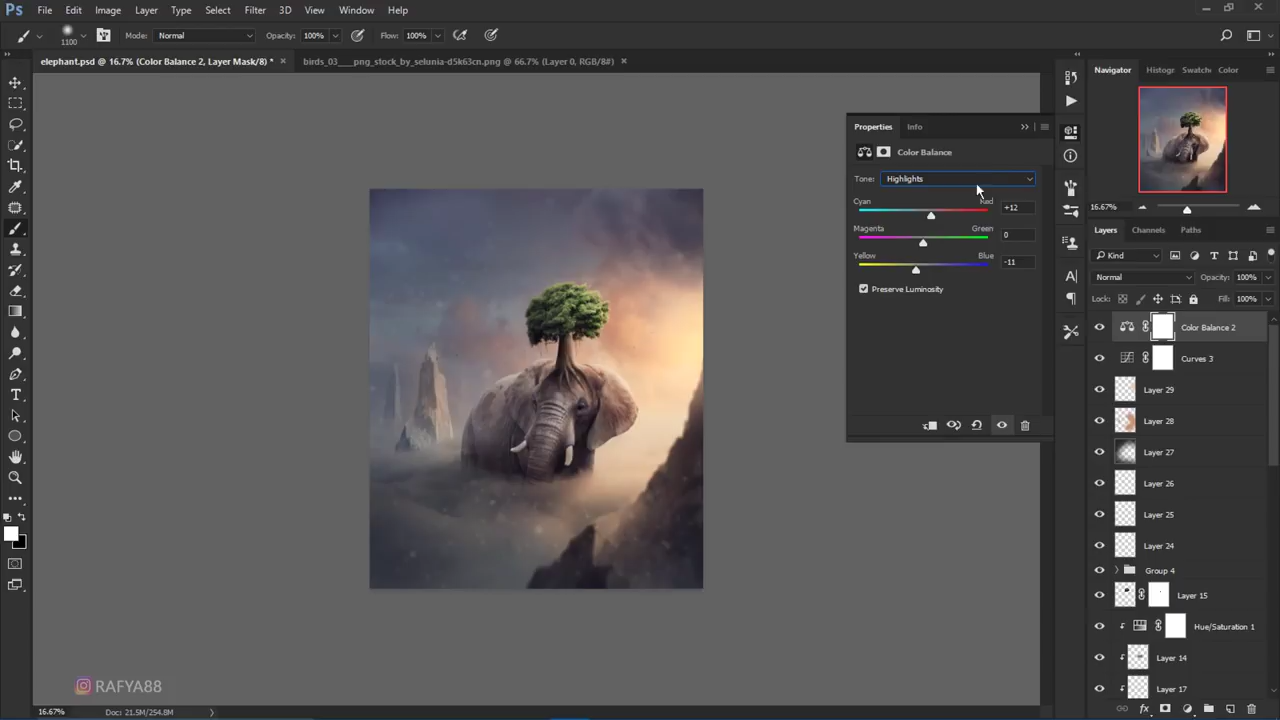 Ps File Edit Image Layer Type Select Filter 3D View Window Help
1100 Mode: Normal Opacity: 100% Flow: 100%
elephant.psd @ 16.7% (Color Balance 2, Layer Mask/8) * × birds_03___png_stock_by_selunia-d5k63cn.png @ 66.7% (Layer 0, RGB/8#) ×
Navigator Histogr Swatch Color
Properties Info
Color Balance
Tone: Highlights
Cyan Red +12
Magenta Green 0
Yellow Blue -11
Preserve Luminosity
16.67%
Layers Channels Paths
Kind
Normal Opacity: 100%
Lock: Fill: 100%
Color Balance 2
Curves 3
Layer 29
Layer 28
Layer 27
Layer 26
Layer 25
Layer 24
Group 4
Layer 15
Hue/Saturation 1
Layer 14
Layer 17
RAFYA88
16.67% Doc: 21.5M/254.8M
fx